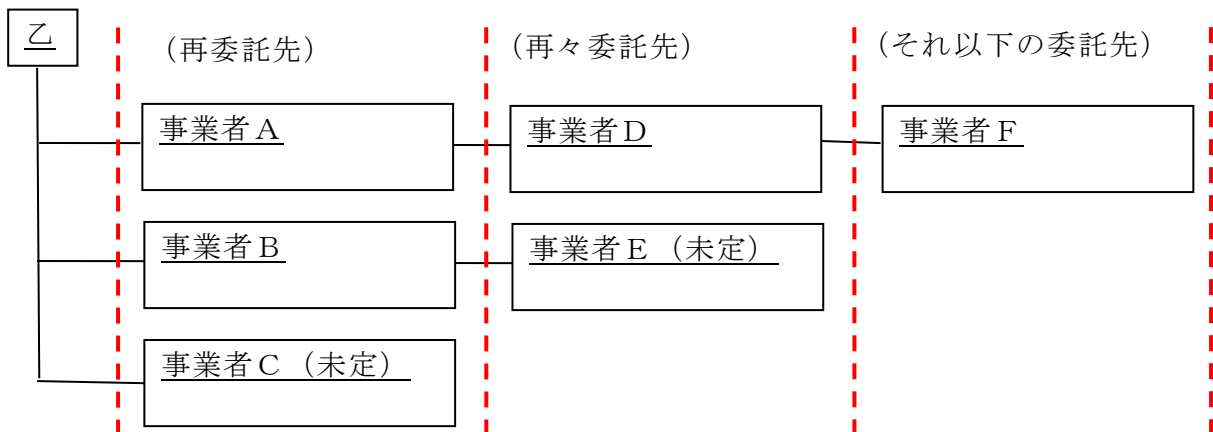 乙
（再委託先）
（再々委託先）
（それ以下の委託先）
事業者Ａ
事業者Ｄ
事業者Ｆ
事業者Ｂ
事業者Ｅ（未定）
事業者Ｃ（未定）